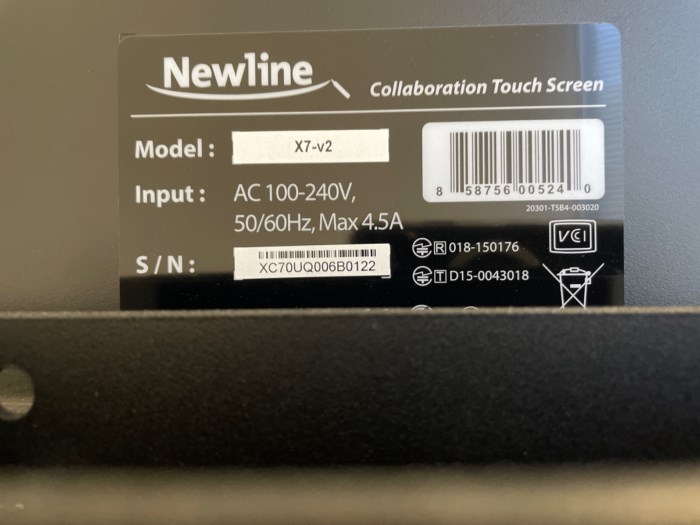 Newline
Collaboration Touch Screen
Model : X7-v2
Input : AC 100-240V,
50/60Hz, Max 4.5A
S/N : XC70UQ006B0122
8 58756 00524 0
20301-T5B4-003020
VCI
R 018-150176
T D15-0043018